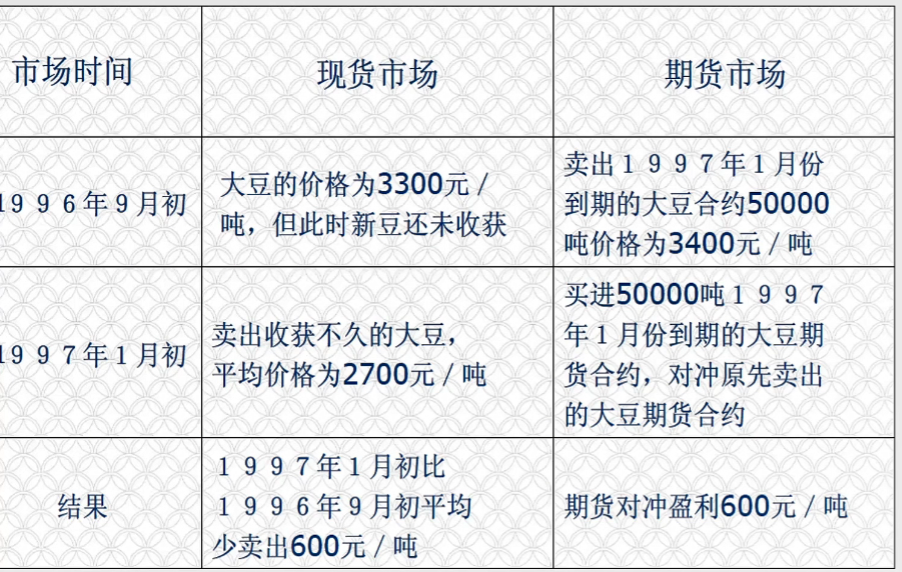 市场时间
现货市场
期货市场
1996年9月初
大豆的价格为3300元/
吨，但此时新豆还未收获
卖出1997年1月份
到期的大豆合约50000
吨价格为3400元/吨
1997年1月初
卖出收获不久的大豆，
平均价格为2700元/吨
买进50000吨1997
年1月份到期的大豆期
货合约，对冲原先卖出
的大豆期货合约
结果
1997年1月初比
1996年9月初平均
少卖出600元/吨
期货对冲盈利600元/吨